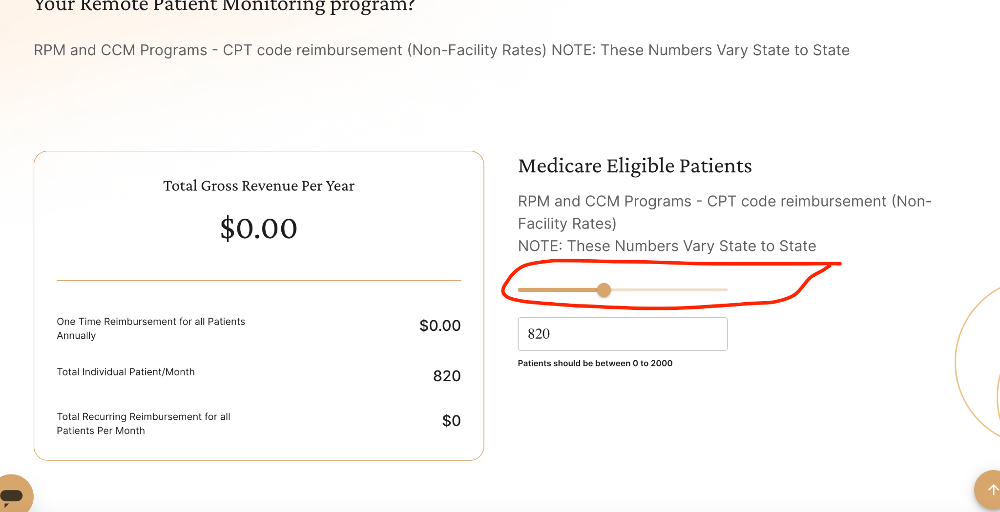 Your Remote Patient Monitoring program?
RPM and CCM Programs - CPT code reimbursement (Non-Facility Rates) NOTE: These Numbers Vary State to State
Total Gross Revenue Per Year
$0.00
One Time Reimbursement for all Patients
Annually
$0.00
Total Individual Patient/Month
820
Total Recurring Reimbursement for all
Patients Per Month
$0
Medicare Eligible Patients
RPM and CCM Programs - CPT code reimbursement (Non-
Facility Rates)
NOTE: These Numbers Vary State to State
820
Patients should be between 0 to 2000